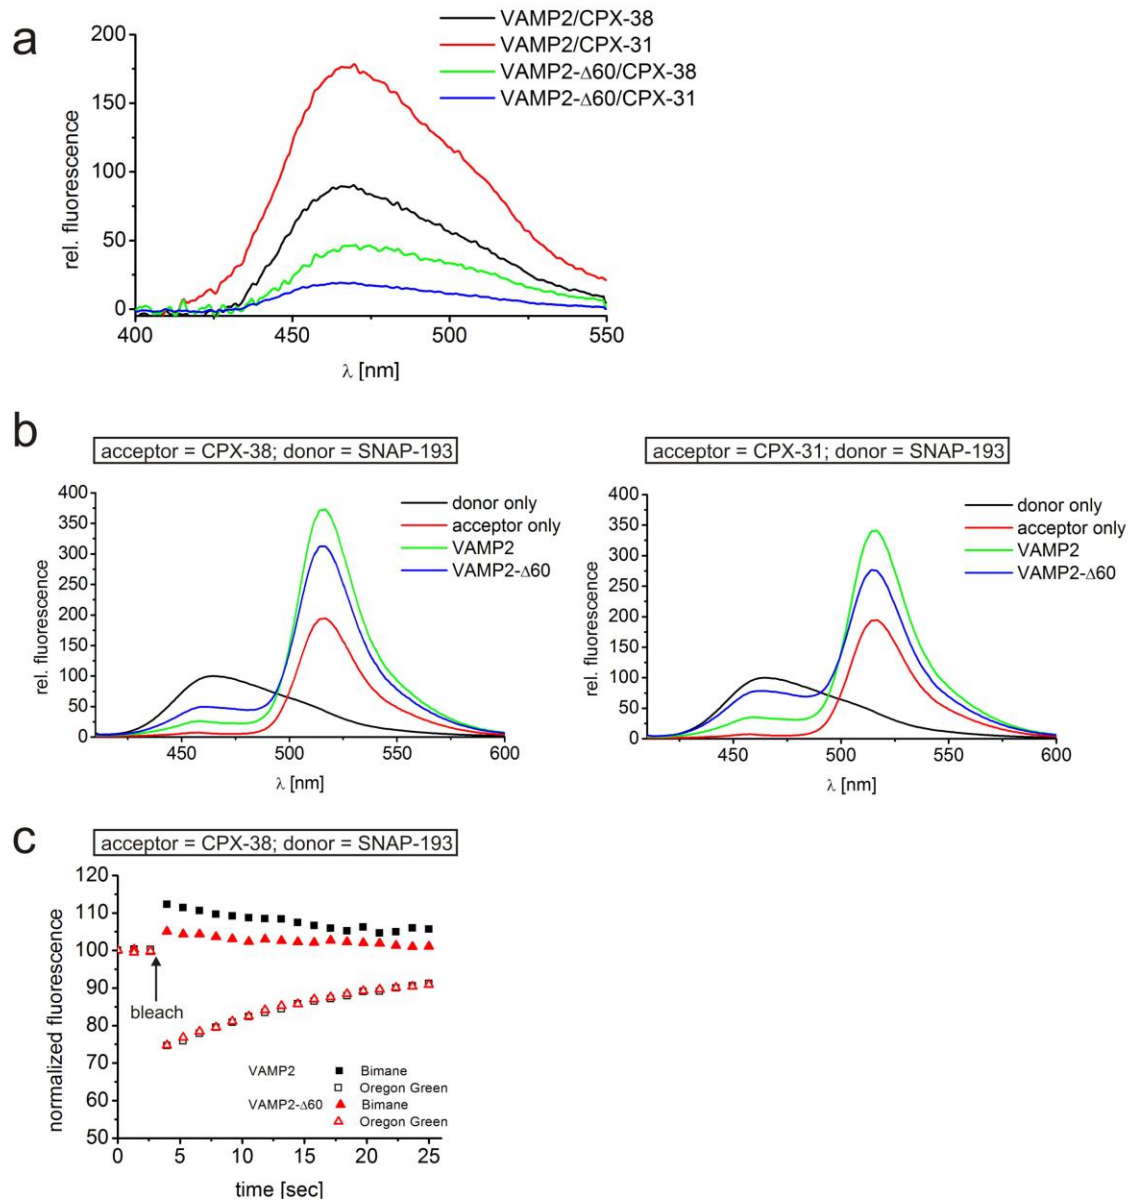 a
VAMP2/CPX-38
VAMP2/CPX-31
VAMP2-Δ60/CPX-38
VAMP2-Δ60/CPX-31
200
150
100
50
0
rel. fluorescence
400 450 500 550
λ [nm]
b
acceptor = CPX-38; donor = SNAP-193
400
350
300
250
200
150
100
50
0
rel. fluorescence
donor only
acceptor only
VAMP2
VAMP2-Δ60
450 500 550 600
λ [nm]
acceptor = CPX-31; donor = SNAP-193
400
350
300
250
200
150
100
50
0
rel. fluorescence
donor only
acceptor only
VAMP2
VAMP2-Δ60
450 500 550 600
λ [nm]
c
acceptor = CPX-38; donor = SNAP-193
120
110
100
90
80
70
60
50
normalized fluorescence
bleach
VAMP2 Bimane
Oregon Green
VAMP2-Δ60 Bimane
Oregon Green
0 5 10 15 20 25
time [sec]